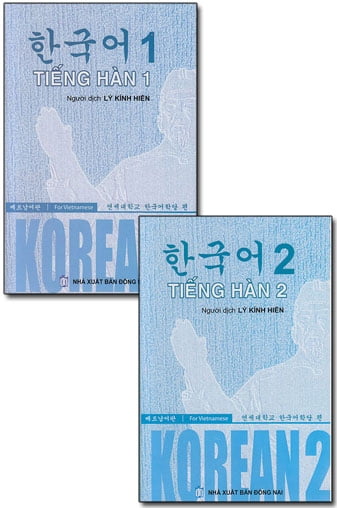 한국어 1
TIẾNG HÀN 1
Người dịch LÝ KÍNH HIỀN
베트남어판 For Vietnamese 연세대학교 한국어학당 편
KOREAN
NHÀ XUẤT BẢN ĐỒNG
한국어 2
TIẾNG HÀN 2
Người dịch LÝ KÍNH HIỀN
베트남어판 For Vietnamese 연세대학교 한국어학당 편
KOREAN 2
NHÀ XUẤT BẢN ĐỒNG NAI